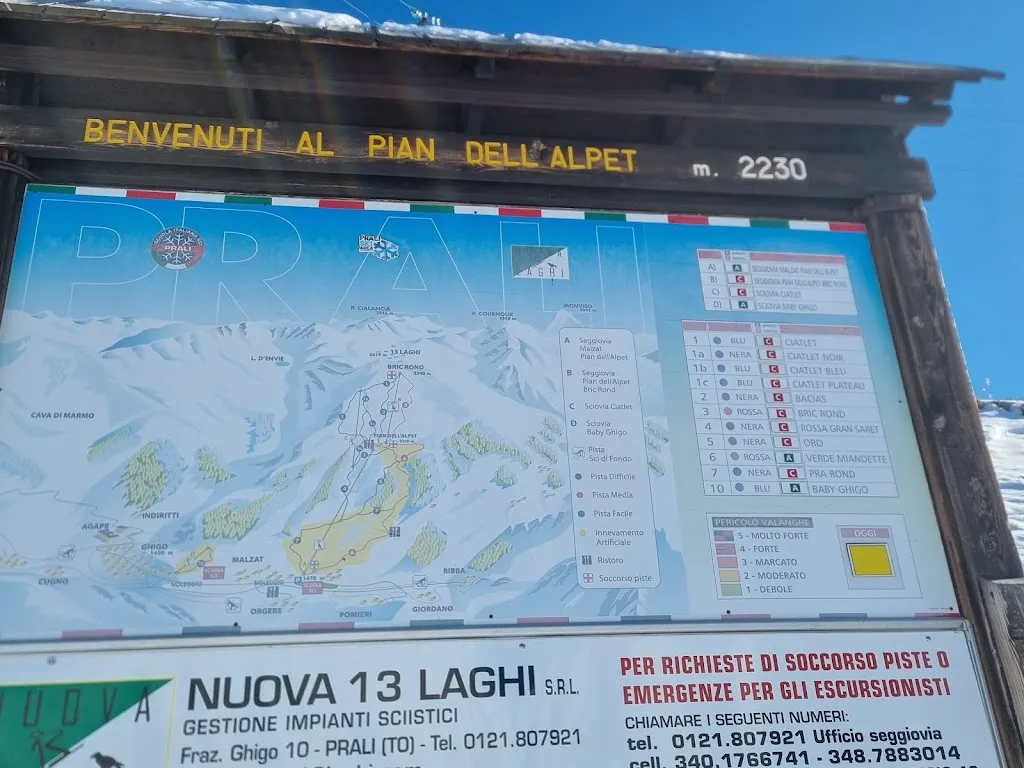 BENVENUTI AL PIAN DELL ALPET m. 2230
PRALI
PRALI
13 LAGHI
P. CIALANCIA
P. COURNOUX
MONVISO
L. D'ENVIE
13 LAGHI
BRIC ROND
CAVA DI MARMO
PIAN DELL'ALPET
INDIRITTI
AGAPE
GHIGO
MALZAT
CUGNO
RIBBA
ORGERE
POMIERI
GIORDANO
A Seggiovia
Malzat
Pian dell'Alpet
B Seggiovia
Pian dell'Alpet
Bric Rond
C Sciovia Ciatlet
D Sciovia
Baby Ghigo
Pista
Sci di Fondo
Pista Difficile
Pista Media
Pista Facile
Innevamento
Artificiale
Ristoro
Soccorso piste
A) A SEGGIOVIA MALZAT PIAN DELL'ALPET
B) C SEGGIOVIA PIAN DELL'ALPET BRIC ROND
C) C SCIOVIA CIATLET
D) A SCIOVIA BABY GHIGO
1 BLU C CIATLET
1a NERA C CIATLET NOIR
1b BLU C CIATLET BLEU
1c BLU C CIATLET PLATEAU
2 NERA C BACIAS
3 ROSSA C BRIC ROND
4 NERA C ROSSA GRAN SARET
5 NERA C ORO
6 ROSSA A VERDE MIANDETTE
7 NERA C PRA ROND
10 BLU A BABY GHIGO
PERICOLO VALANGHE
5 - MOLTO FORTE
4 - FORTE
3 - MARCATO
2 - MODERATO
1 - DEBOLE
OGGI
NUOVA
13
NUOVA 13 LAGHI S.R.L.
GESTIONE IMPIANTI SCIISTICI
Fraz. Ghigo 10 - PRALI (TO) - Tel. 0121.807921
PER RICHIESTE DI SOCCORSO PISTE O
EMERGENZE PER GLI ESCURSIONISTI
CHIAMARE I SEGUENTI NUMERI:
tel. 0121.807921 Ufficio seggiovia
cell. 340.1766741 - 348.7883014